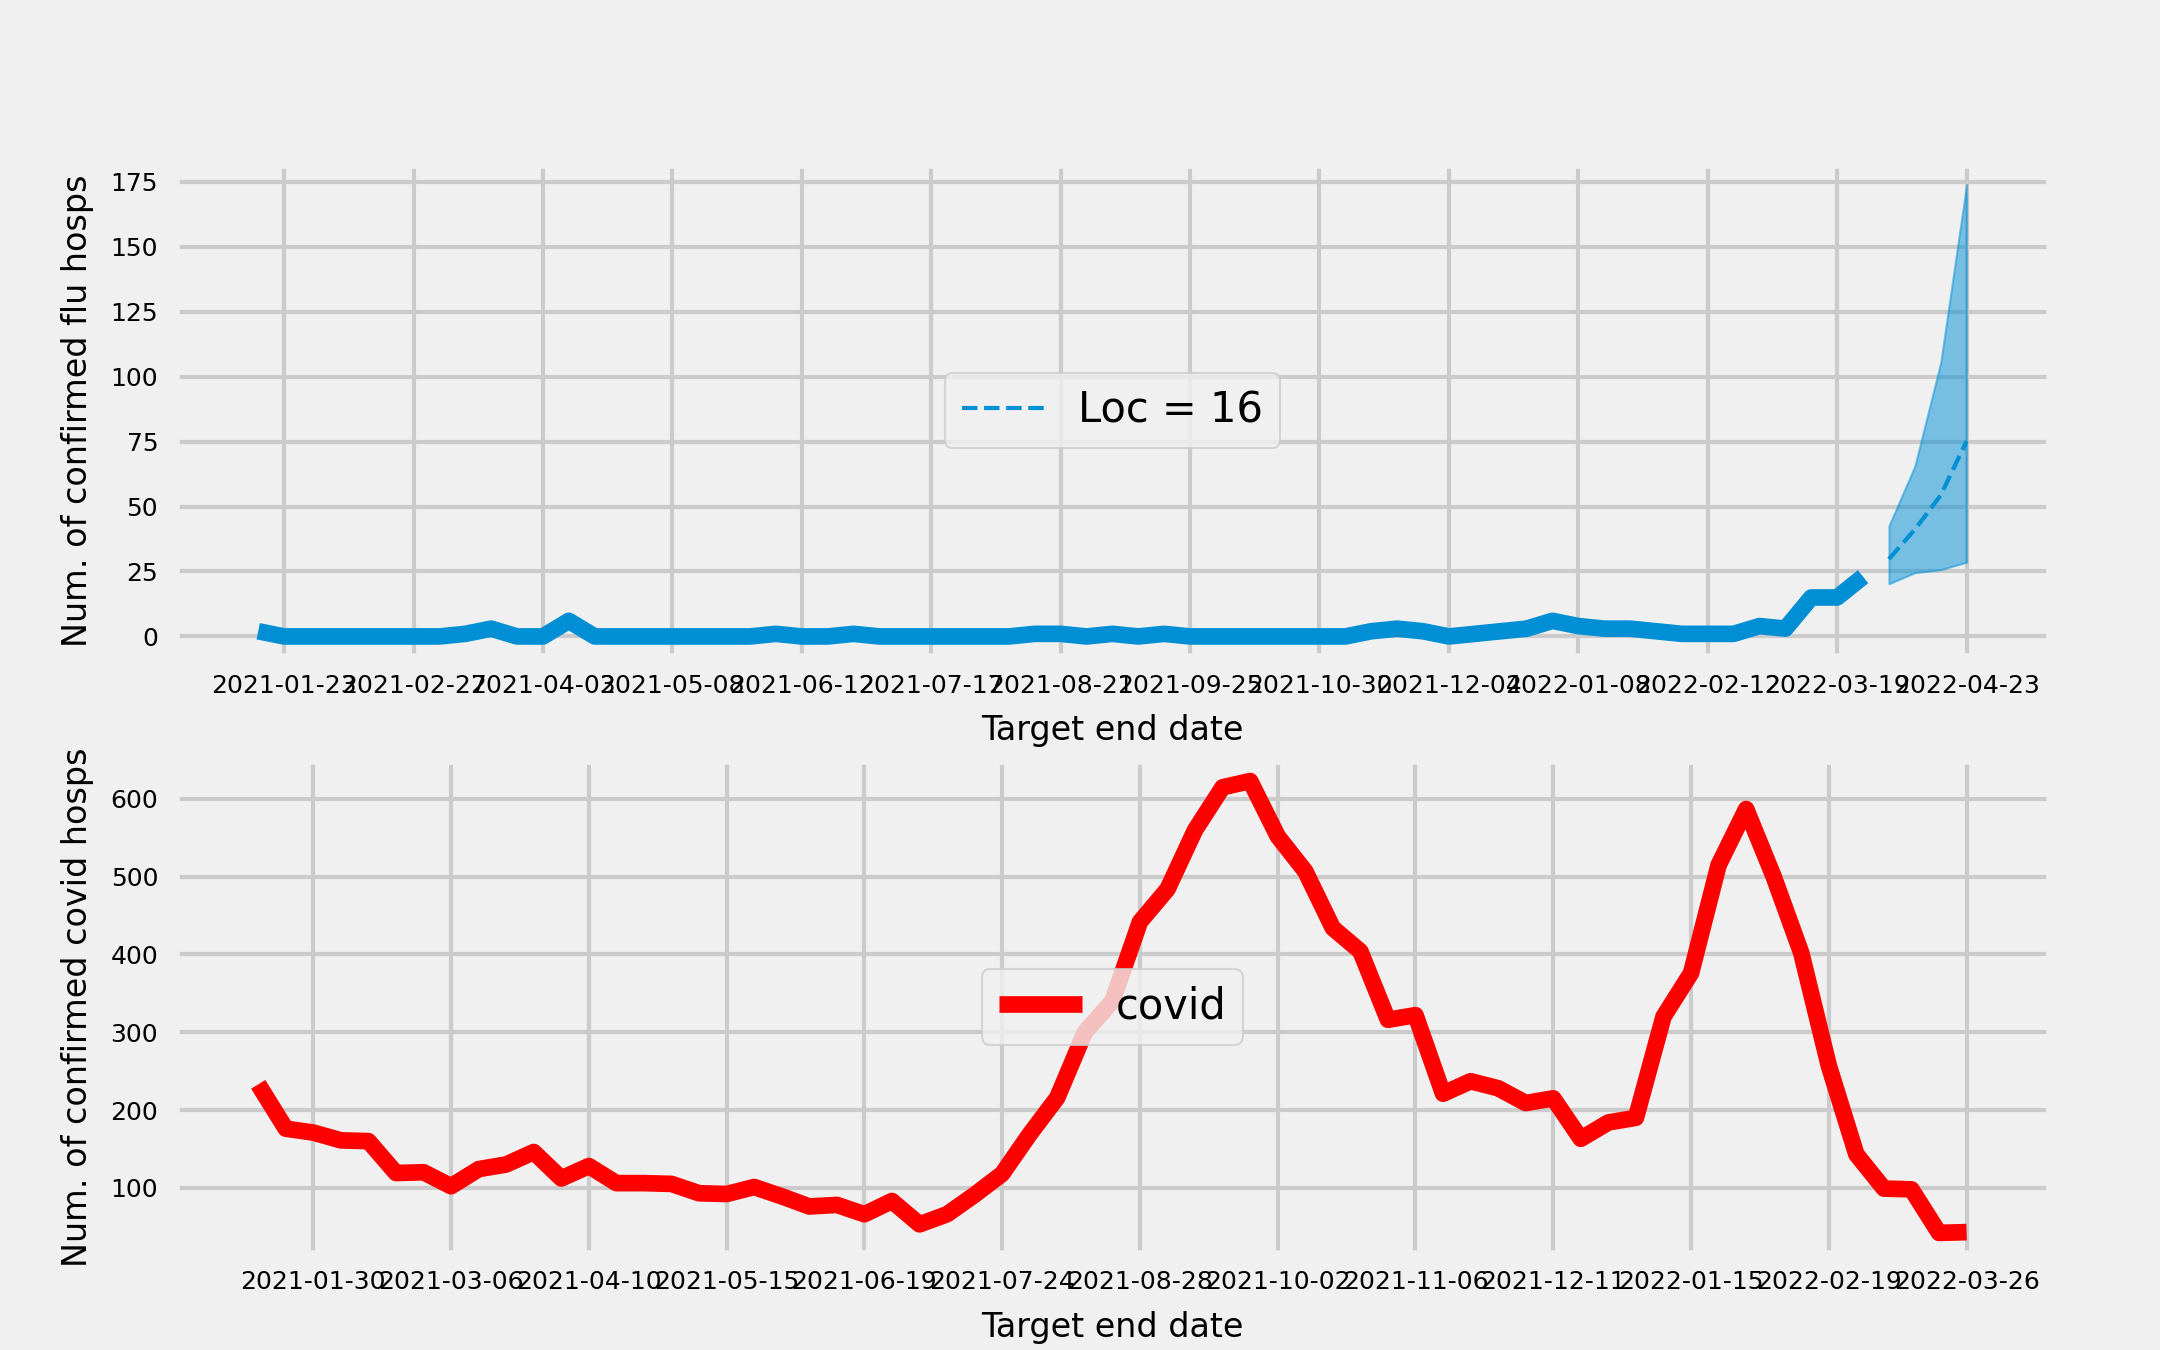 Num. of confirmed flu hosps
175
150
125
100
75
50
25
0
Loc = 16
2021-01-23 2021-02-27 2021-04-03 2021-05-08 2021-06-12 2021-07-17 2021-08-21 2021-09-25 2021-10-30 2021-12-04 2022-01-08 2022-02-12 2022-03-19 2022-04-23
Target end date
Num. of confirmed covid hosps
600
500
400
300
200
100
covid
2021-01-30 2021-03-06 2021-04-10 2021-05-15 2021-06-19 2021-07-24 2021-08-28 2021-10-02 2021-11-06 2021-12-11 2022-01-15 2022-02-19 2022-03-26
Target end date